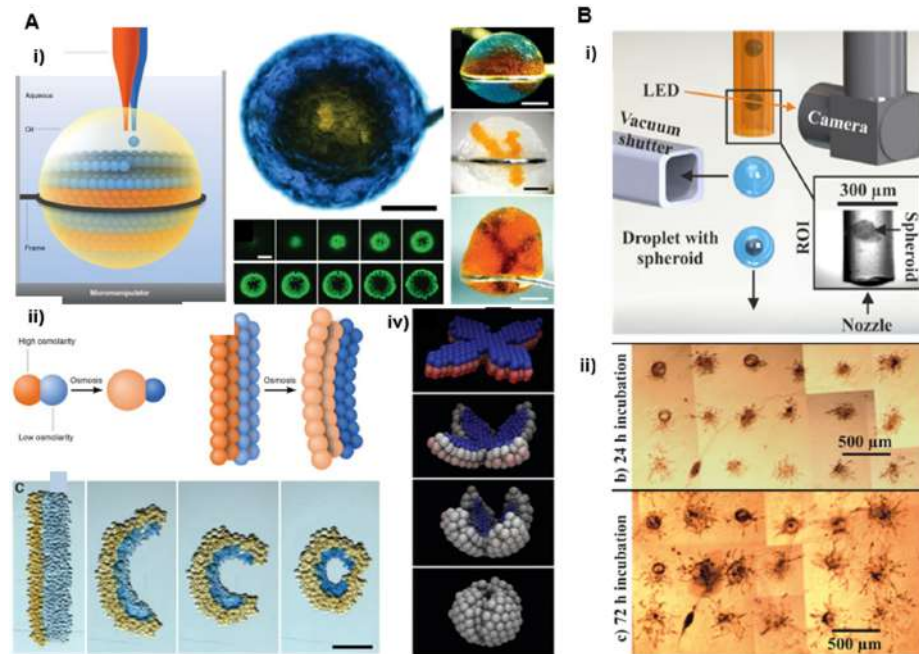 A
i)
Aqueous
Oil
Frame
Micromanipulator
ii)
High osmolarity
Osmosis
Low osmolarity
Osmosis
C
iv)
B
i)
LED
Camera
Vacuum
shutter
300 µm
Spheroid
ROI
Droplet with
spheroid
Nozzle
ii)
b) 24 h incubation
500 µm
c) 72 h incubation
500 µm